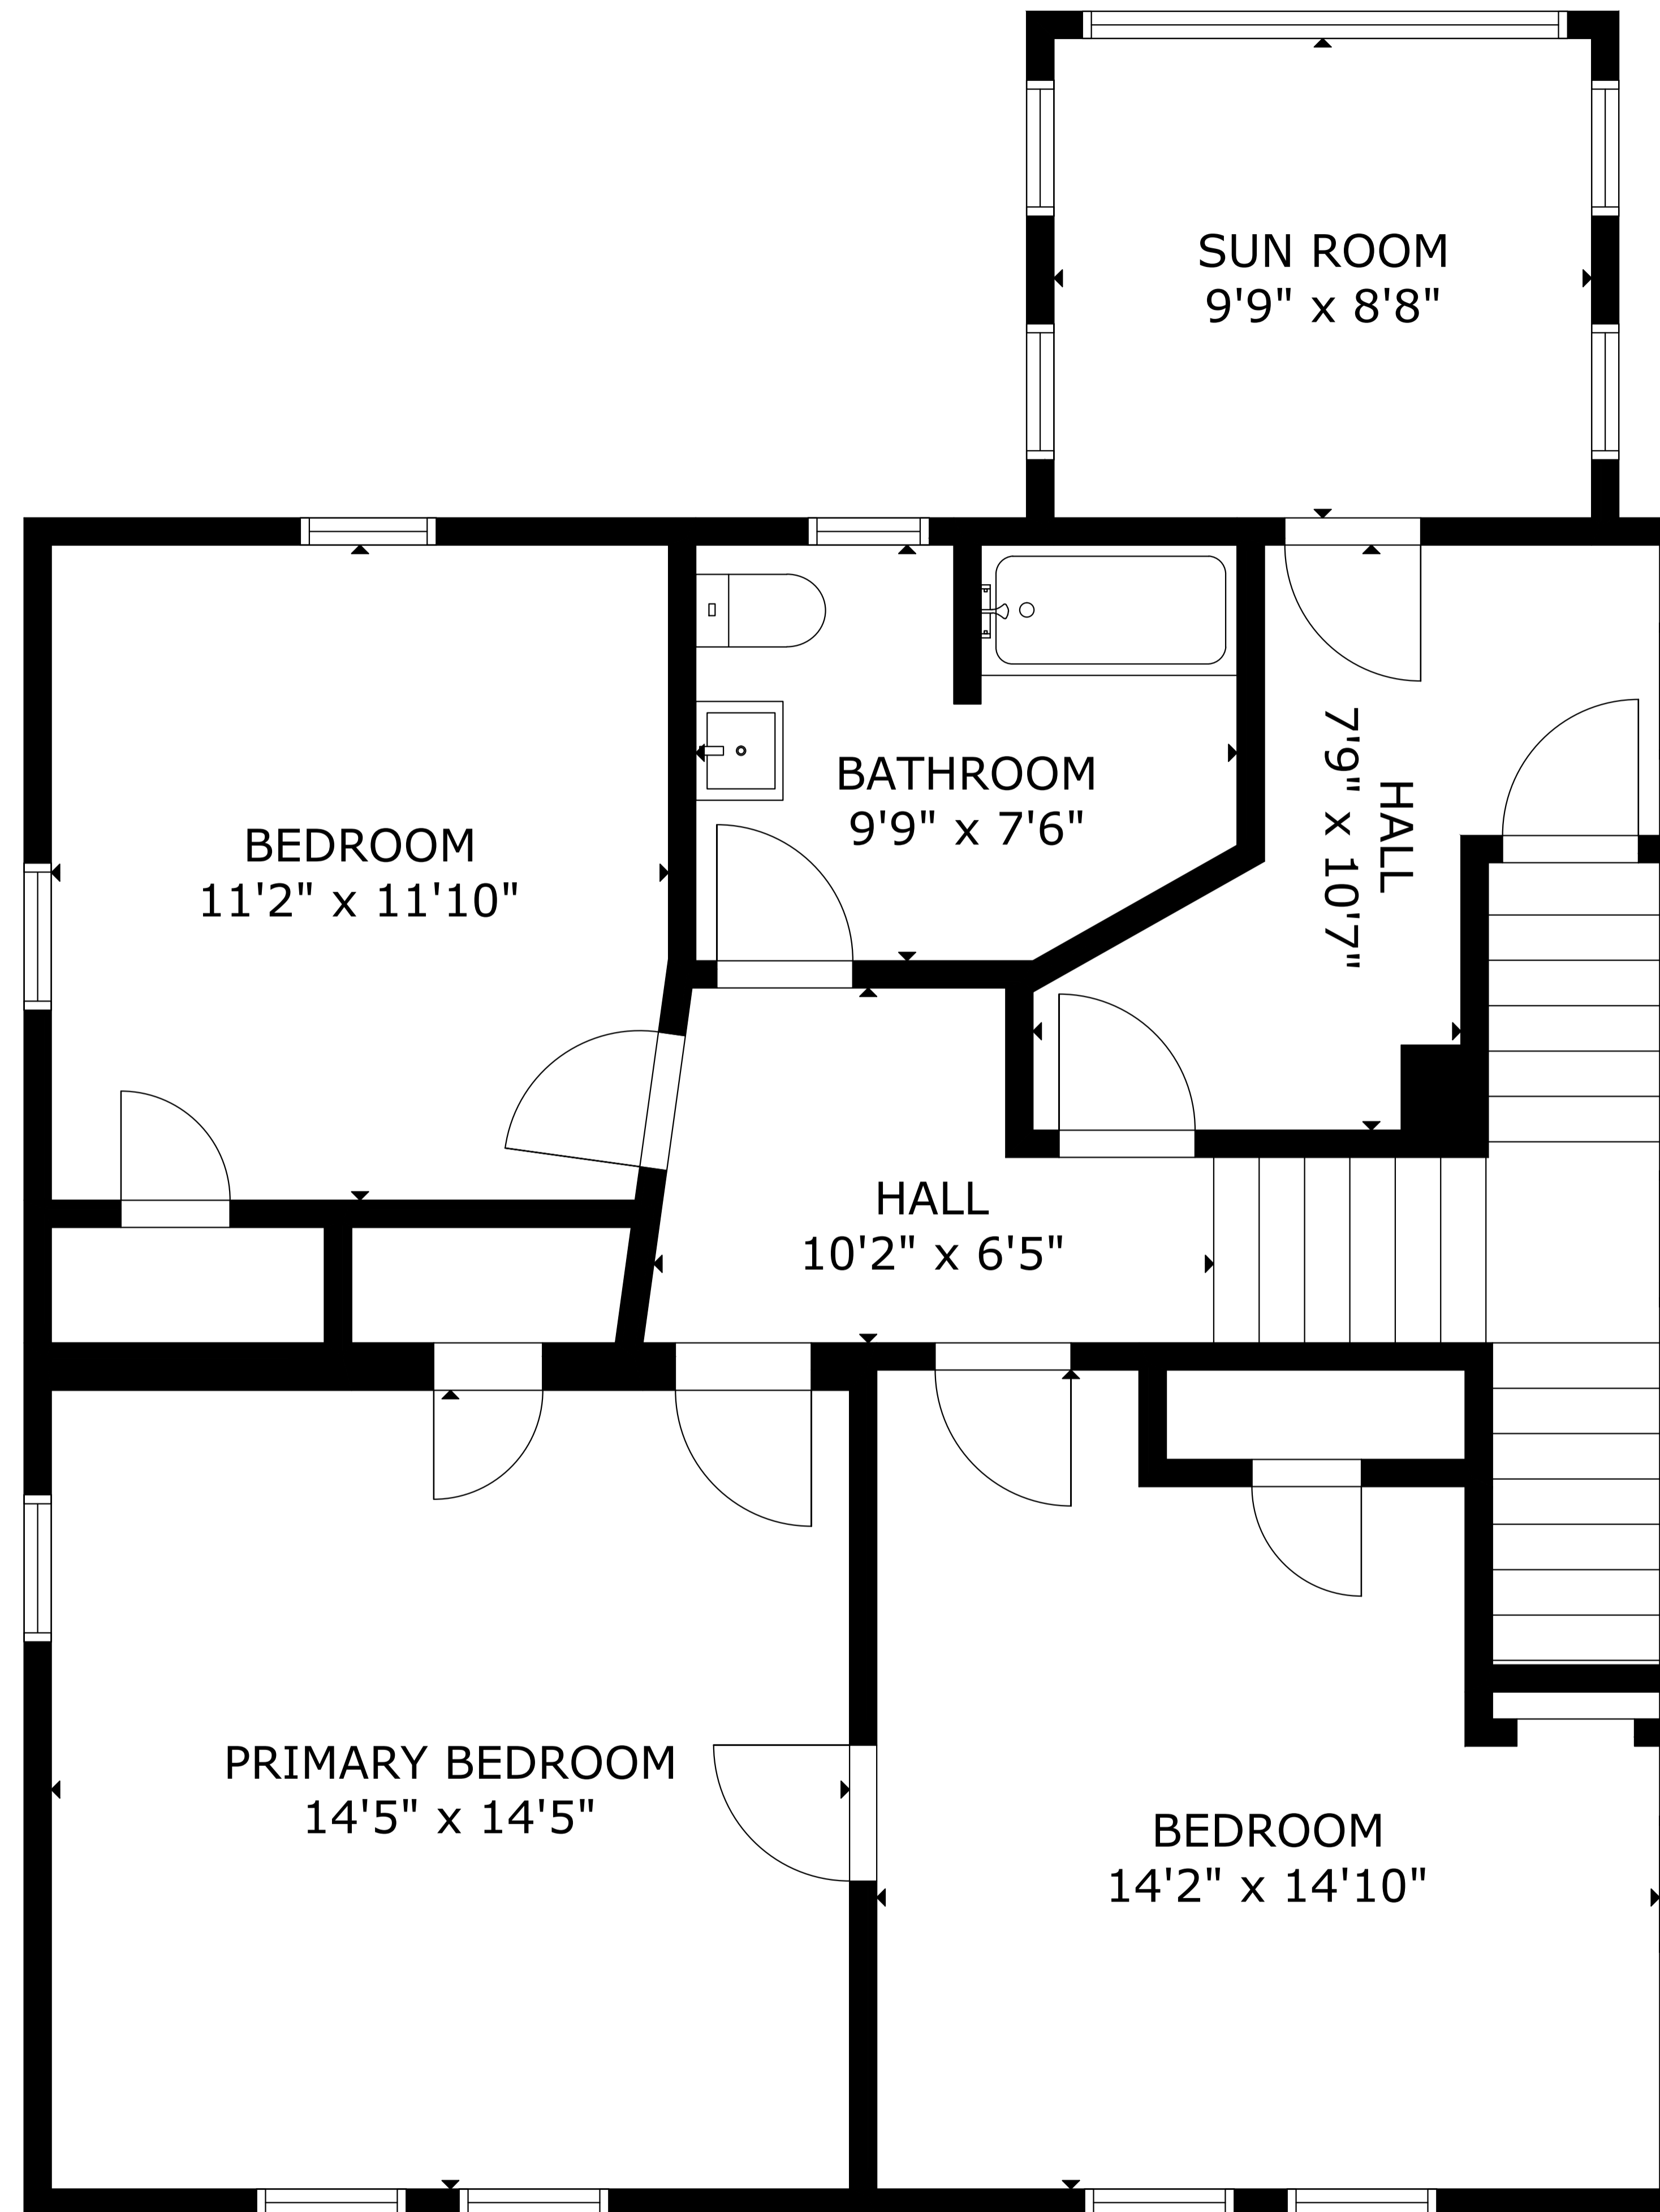 SUN ROOM
9'9" x 8'8"
BATHROOM
9'9" x 7'6"
HALL
7'9" x 10'7"
BEDROOM
11'2" x 11'10"
HALL
10'2" x 6'5"
PRIMARY BEDROOM
14'5" x 14'5"
BEDROOM
14'2" x 14'10"